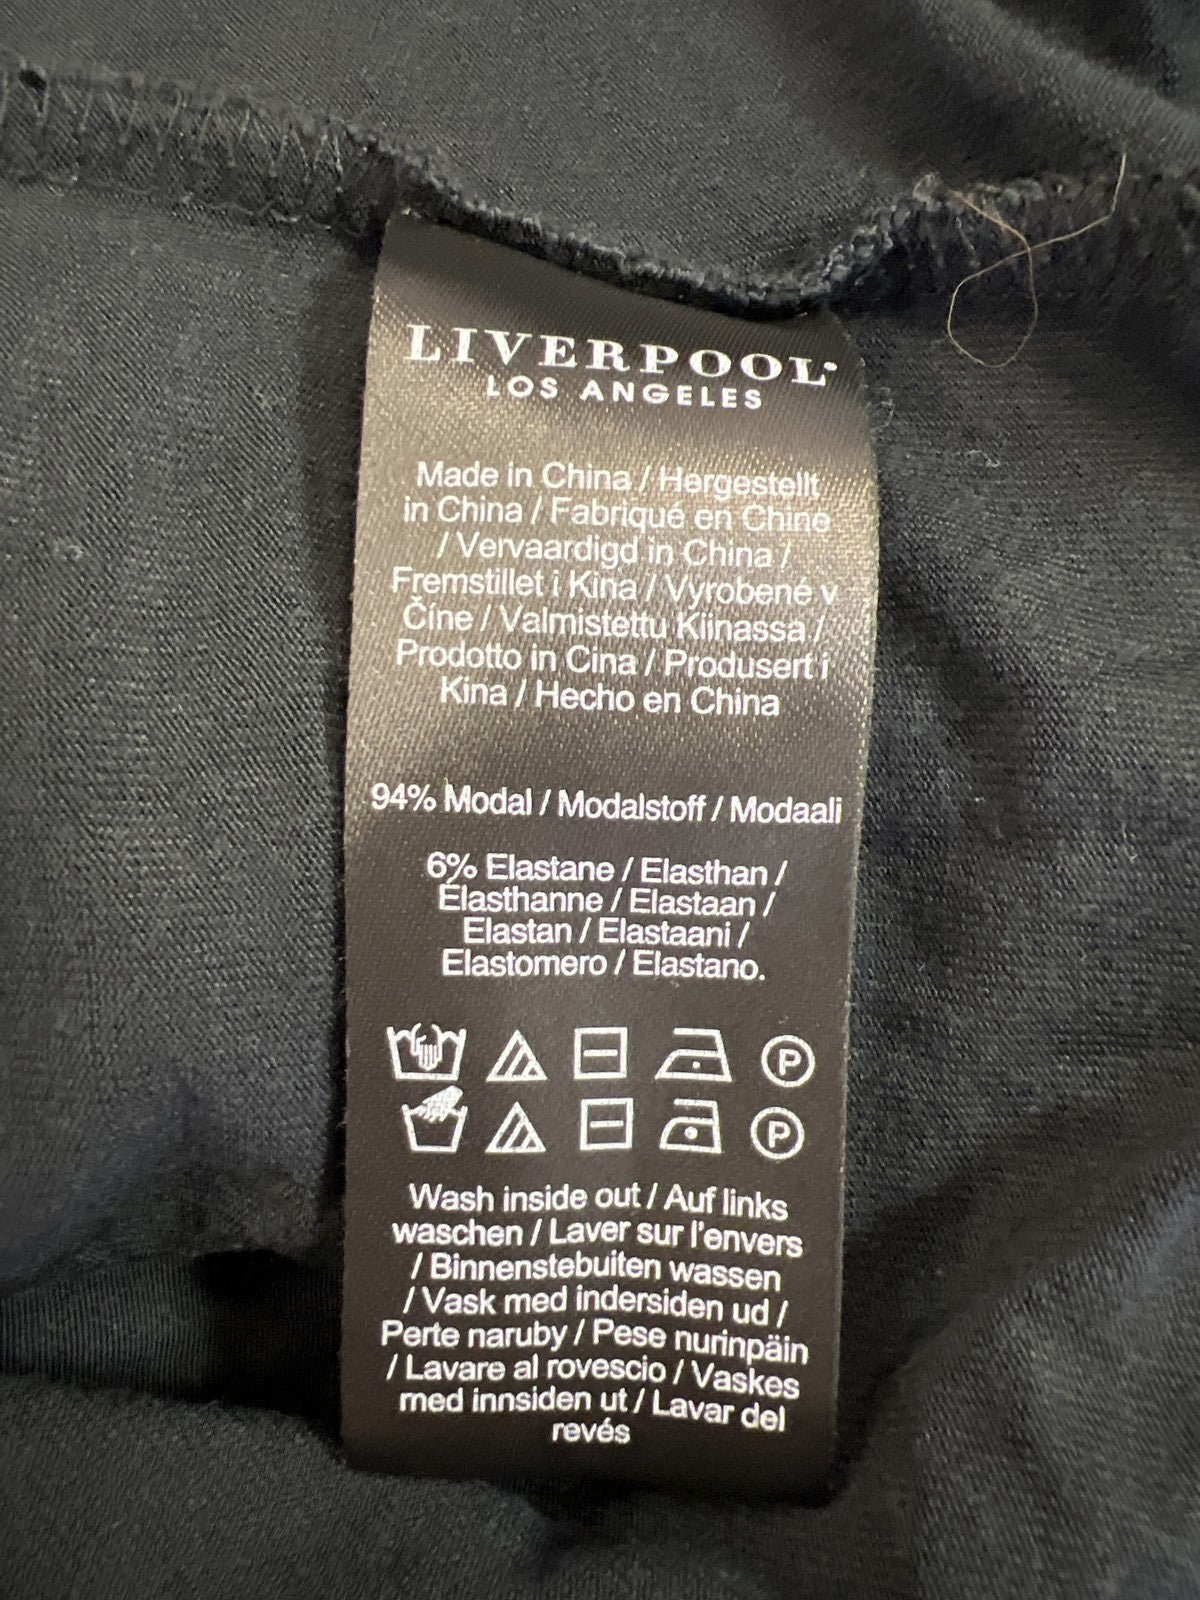 LIVERPOOL
LOS ANGELES
Made in China / Hergestellt
in China / Fabriqué en Chine
/ Vervaardigd in China /
Fremstillet i Kina / Vyrobené v
Číne / Valmistettu Kiinassa /
Prodotto in Cina / Produsert i
Kina / Hecho en China
94% Modal / Modalstoff / Modaali
6% Elastane / Elasthan /
Élasthanne / Elastaan /
Elastan / Elastaani /
Elastomero / Elastano.
P
P
Wash inside out / Auf links
waschen / Laver sur l'envers
/ Binnenstebuiten wassen
/ Vask med indersiden ud /
Perte naruby / Pese nurinpäin
/ Lavare al rovescio / Vaskes
med innsiden ut / Lavar del
revés